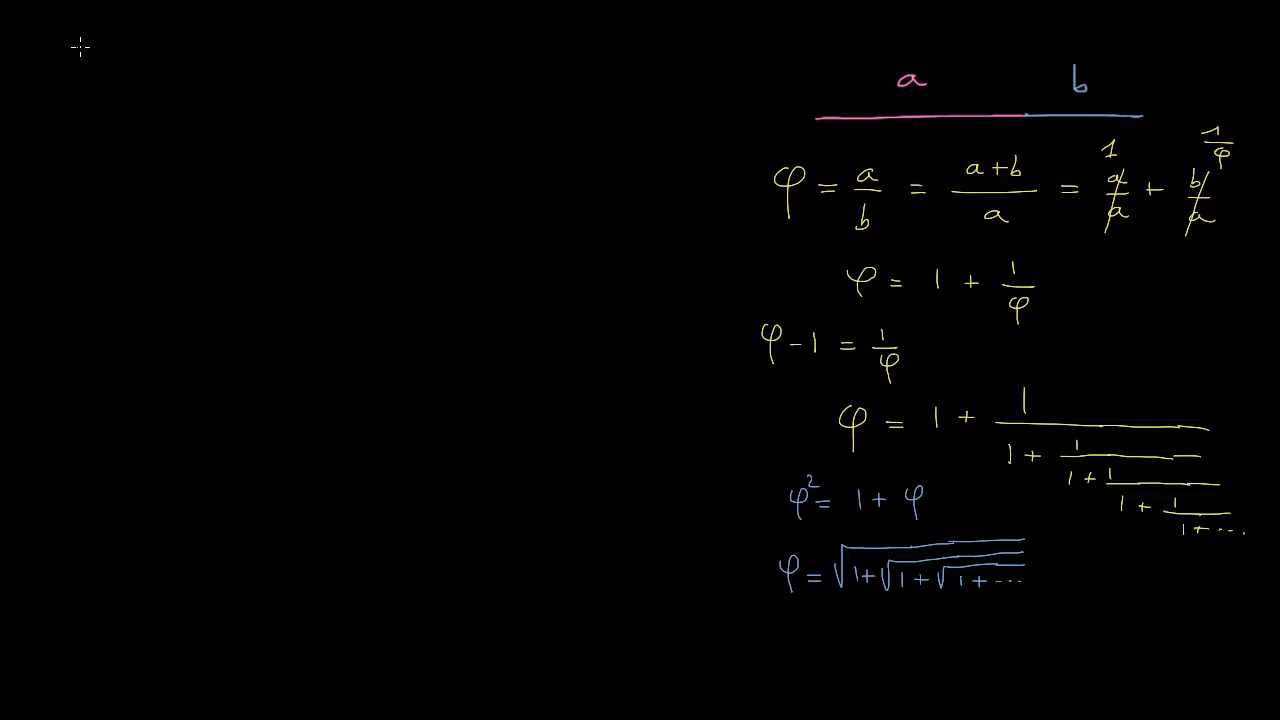 a b
φ = a/b = (a+b)/a = a/a 1 + b/a 1/φ
φ = 1 + 1/φ
φ - 1 = 1/φ
φ = 1 + 1/(1 + 1/(1 + 1/(1 + 1/(1 + ...))))
φ² = 1 + φ
φ = √(1+√(1+√(1+...)))